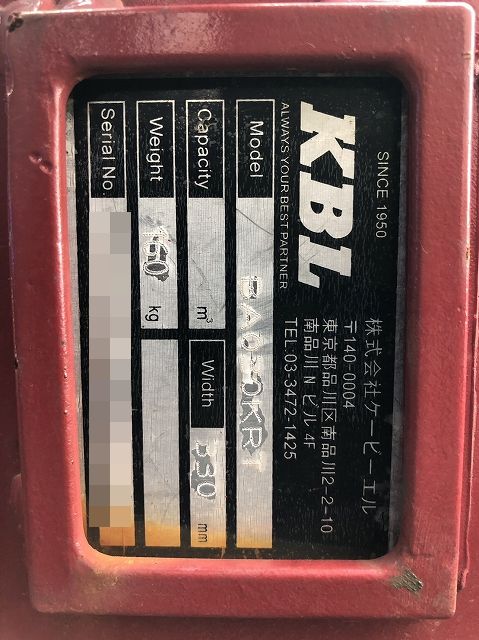 SINCE 1950
KBL
ALWAYS YOUR BEST PARTNER
株式会社ケービーエル
〒140-0004
東京都品川区南品川2-2-10
南品川Nビル4F
TEL:03-3472-1425
Model
Capacity m³ Width mm
Weight 160 kg
Serial No.